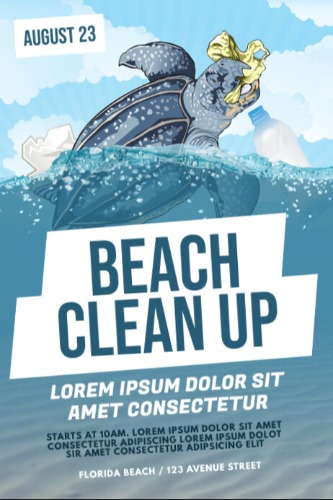 AUGUST 23
BEACH
CLEAN UP
LOREM IPSUM DOLOR SIT
AMET CONSECTETUR
STARTS AT 10AM. LOREM IPSUM DOLOR SIT AMET
CONSECTETUR ADIPISCING LOREM IPSUM DOLOT
SIR AMET CONSECTETUR ADIPISCING ELIT
FLORIDA BEACH / 123 AVENUE STREET